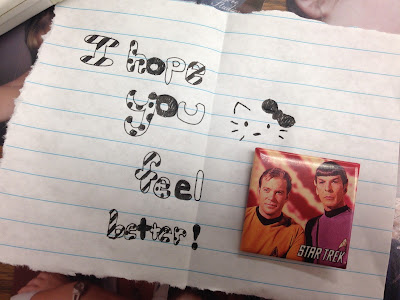 I hope
you
feel
better!
STAR TREK